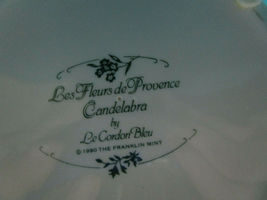 Les Fleurs de Provence
Candelabra
by
Le Cordon Bleu
© 1990 THE FRANKLIN MINT